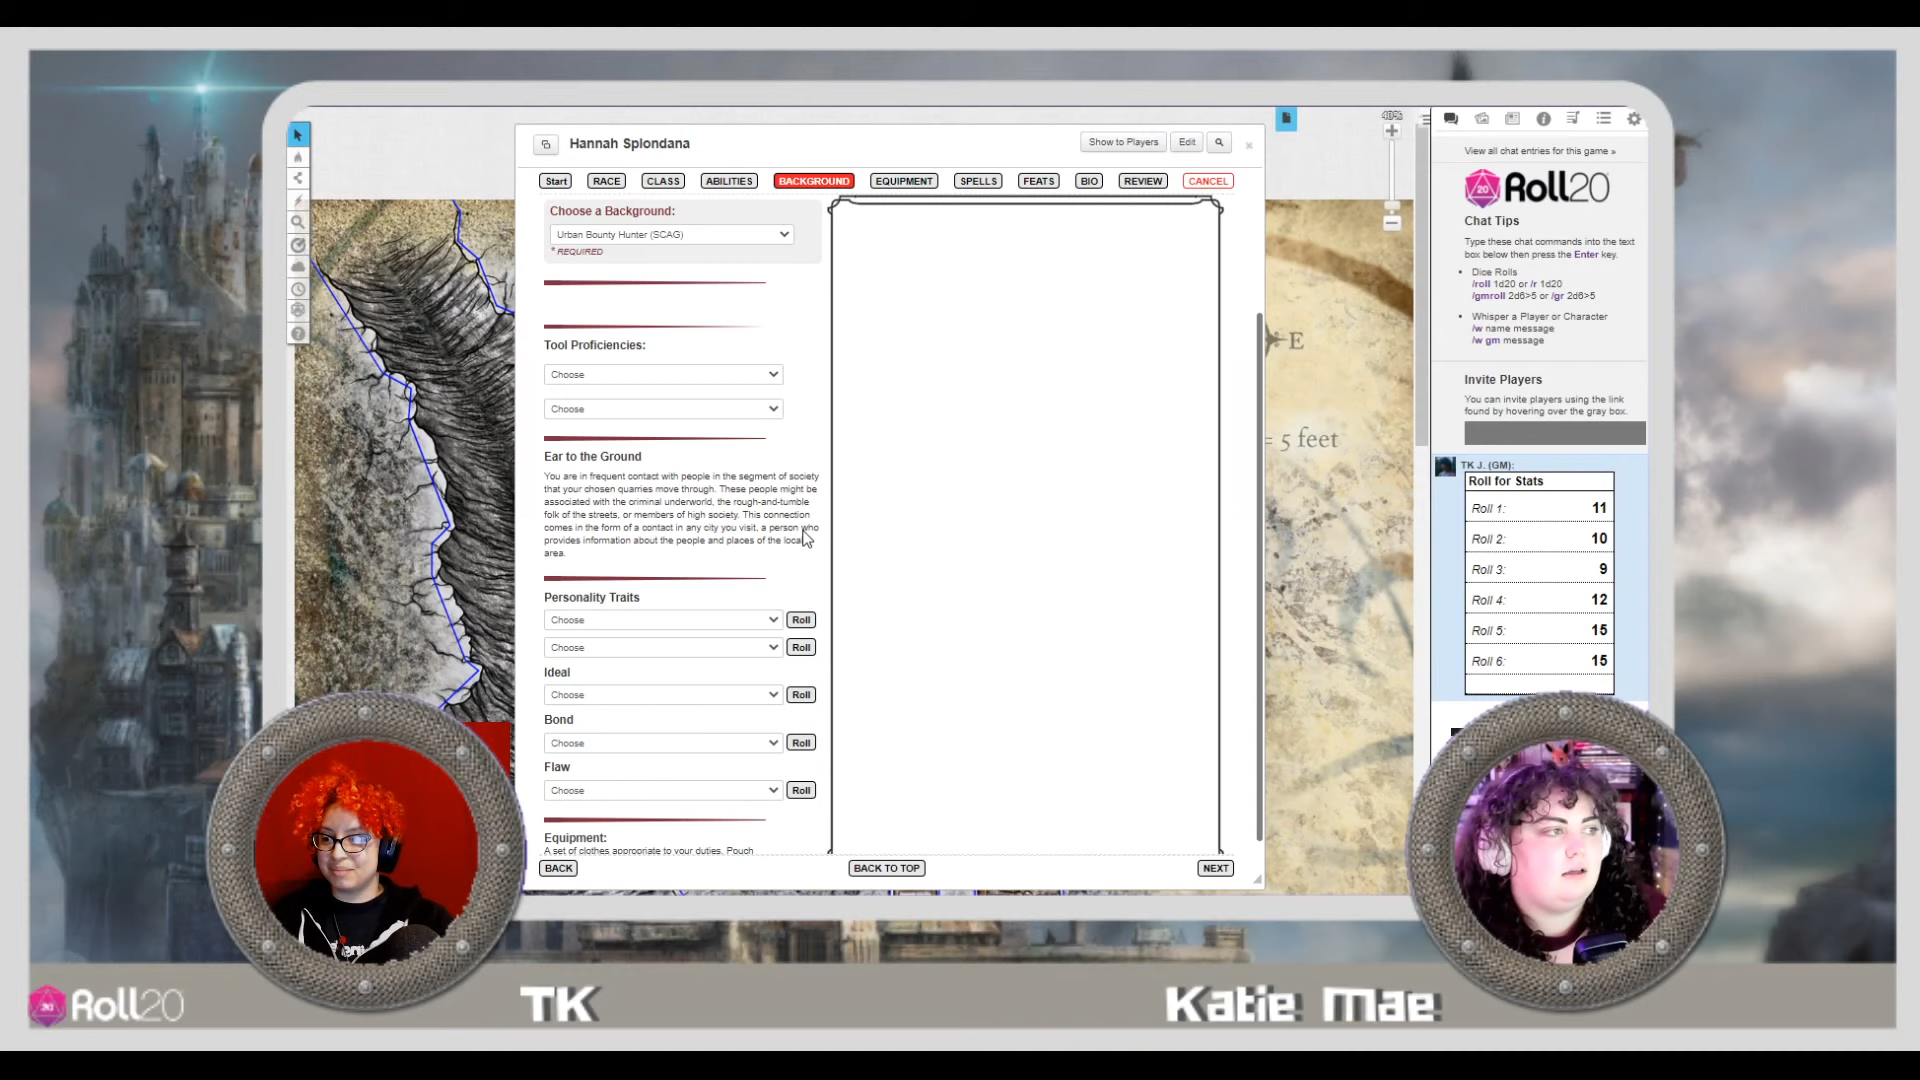 Hannah Splondana
Show to Players
Edit
Start
RACE
CLASS
ABILITIES
BACKGROUND
EQUIPMENT
SPELLS
FEATS
BIO
REVIEW
CANCEL
Choose a Background:
Urban Bounty Hunter (SCAG)
* REQUIRED
Tool Proficiencies:
Choose
Choose
Ear to the Ground
You are in frequent contact with people in the segment of society
that your chosen quarries move through. These people might be
associated with the criminal underworld, the rough-and-tumble
folk of the streets, or members of high society. This connection
comes in the form of a contact in any city you visit, a person who
provides information about the people and places of the local
area.
Personality Traits
Choose
Roll
Choose
Roll
Ideal
Choose
Roll
Bond
Choose
Roll
Flaw
Choose
Roll
Equipment:
A set of clothes appropriate to your duties, Pouch
BACK
BACK TO TOP
NEXT
E
= 5 feet
40%
View all chat entries for this game »
20
Roll20
Chat Tips
Type these chat commands into the text
box below then press the Enter key.
• Dice Rolls
/roll 1d20 or /r 1d20
/gmroll 2d6>5 or /gr 2d6>5
• Whisper a Player or Character
/w name message
/w gm message
Invite Players
You can invite players using the link
found by hovering over the gray box.
TK J. (GM):
Roll for Stats
Roll 1: 11
Roll 2: 10
Roll 3: 9
Roll 4: 12
Roll 5: 15
Roll 6: 15
20
Roll20
TK
Katie Mae